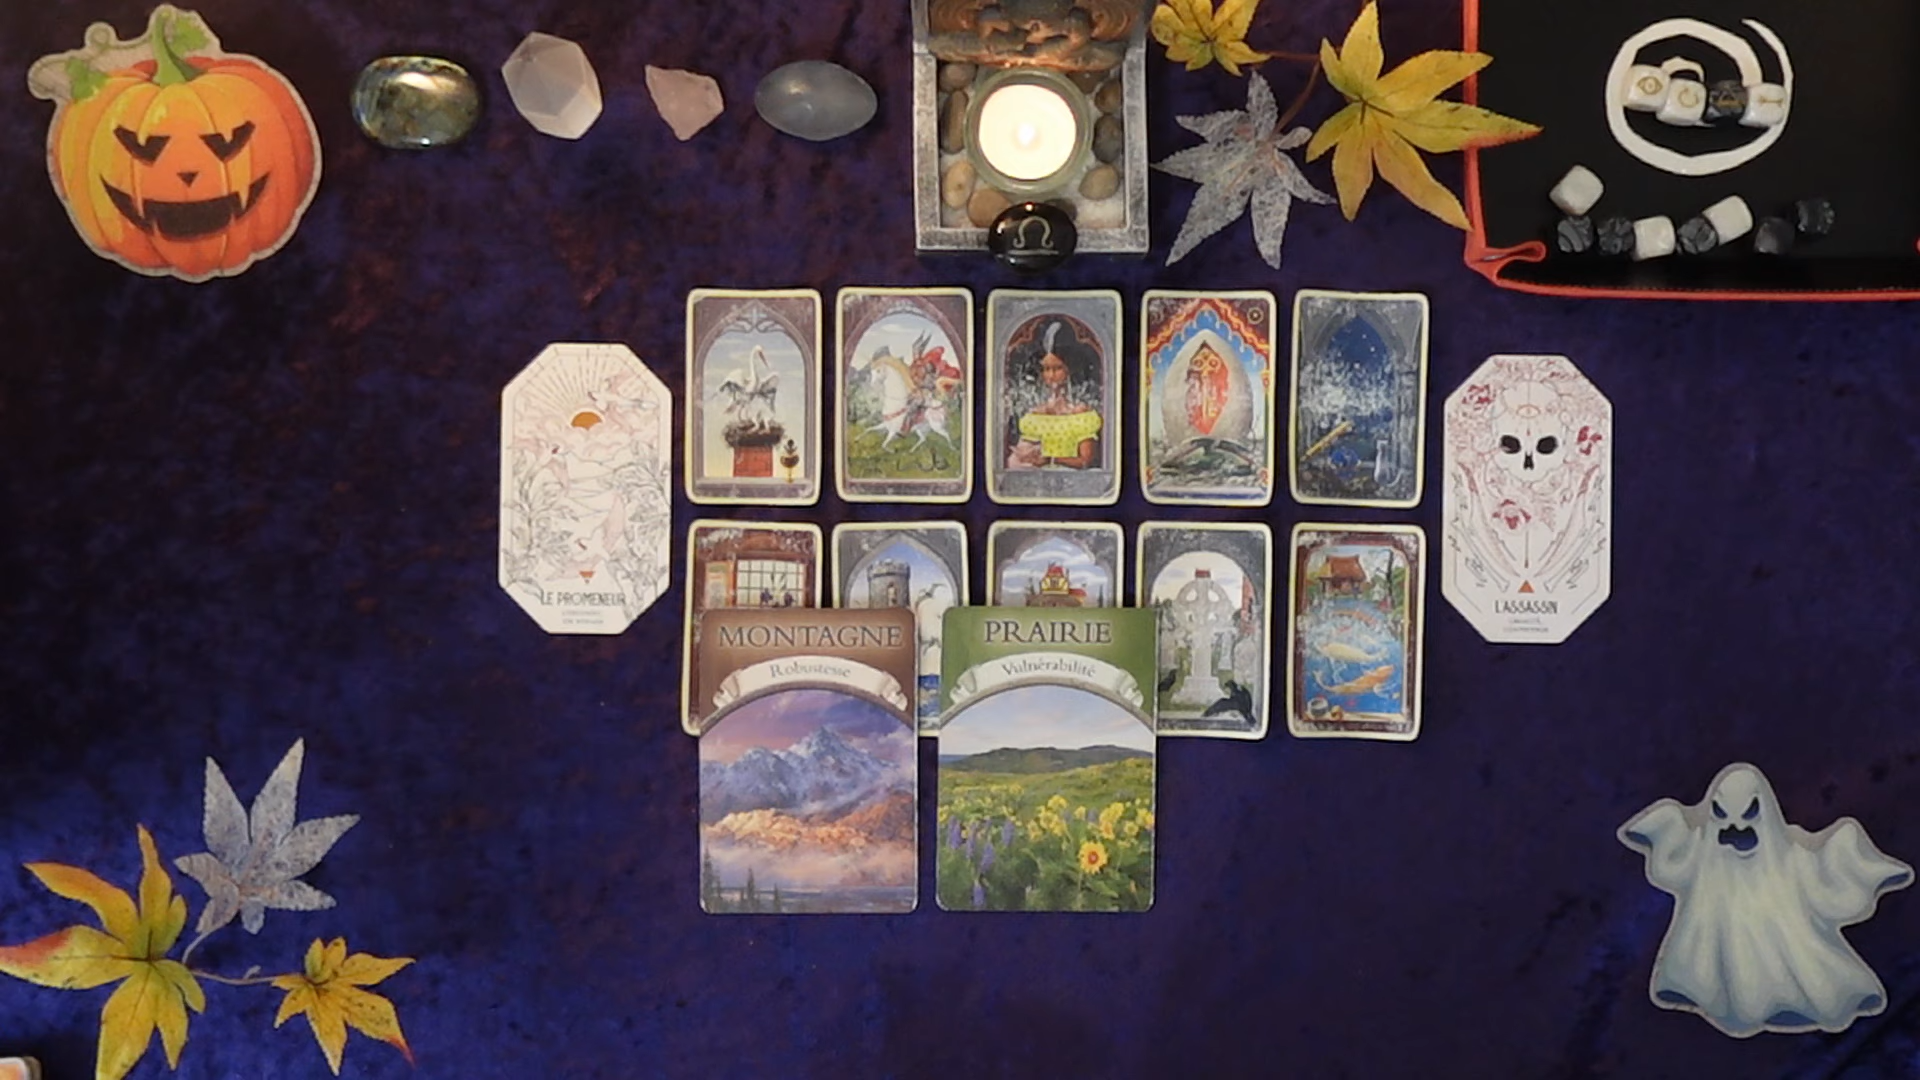 LE PROMENEUR
L'ASSASSIN
MONTAGNE
Robustesse
PRAIRIE
Vulnérabilité